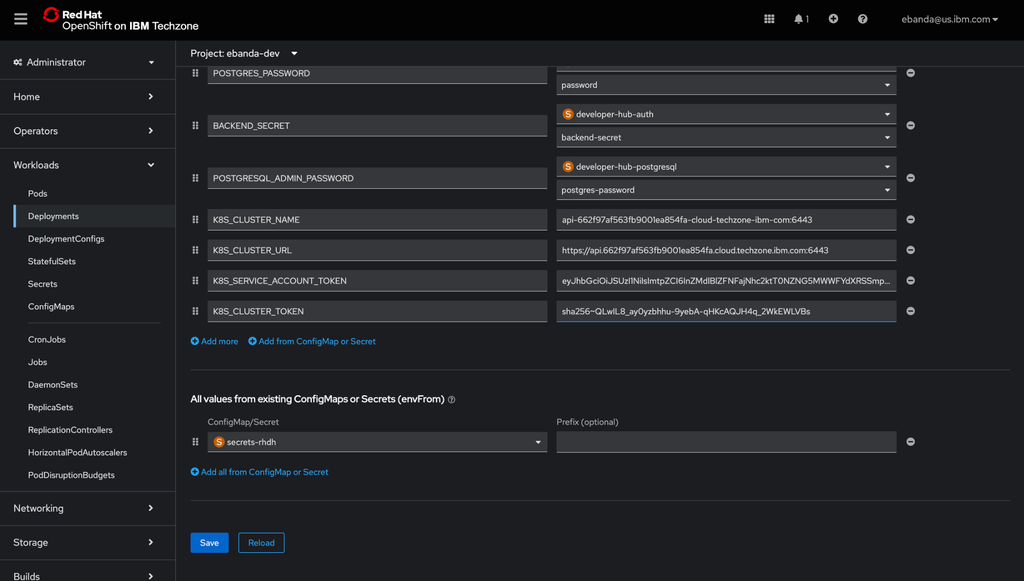 Red Hat
OpenShift on IBM Techzone
1
ebanda@us.ibm.com
Administrator
Home
Operators
Workloads
Pods
Deployments
DeploymentConfigs
StatefulSets
Secrets
ConfigMaps
CronJobs
Jobs
DaemonSets
ReplicaSets
ReplicationControllers
HorizontalPodAutoscalers
PodDisruptionBudgets
Networking
Storage
Builds
Project: ebanda-dev
POSTGRES_PASSWORD
password
BACKEND_SECRET
S developer-hub-auth
backend-secret
POSTGRESQL_ADMIN_PASSWORD
S developer-hub-postgresql
postgres-password
K8S_CLUSTER_NAME
api-662f97af563fb9001ea854fa-cloud-techzone-ibm-com:6443
K8S_CLUSTER_URL
https://api.662f97af563fb9001ea854fa.cloud.techzone.ibm.com:6443
K8S_SERVICE_ACCOUNT_TOKEN
K8S_CLUSTER_TOKEN
Add more
Add from ConfigMap or Secret
All values from existing ConfigMaps or Secrets (envFrom)
ConfigMap/Secret
Prefix (optional)
S secrets-rhdh
Add all from ConfigMap or Secret
Save
Reload